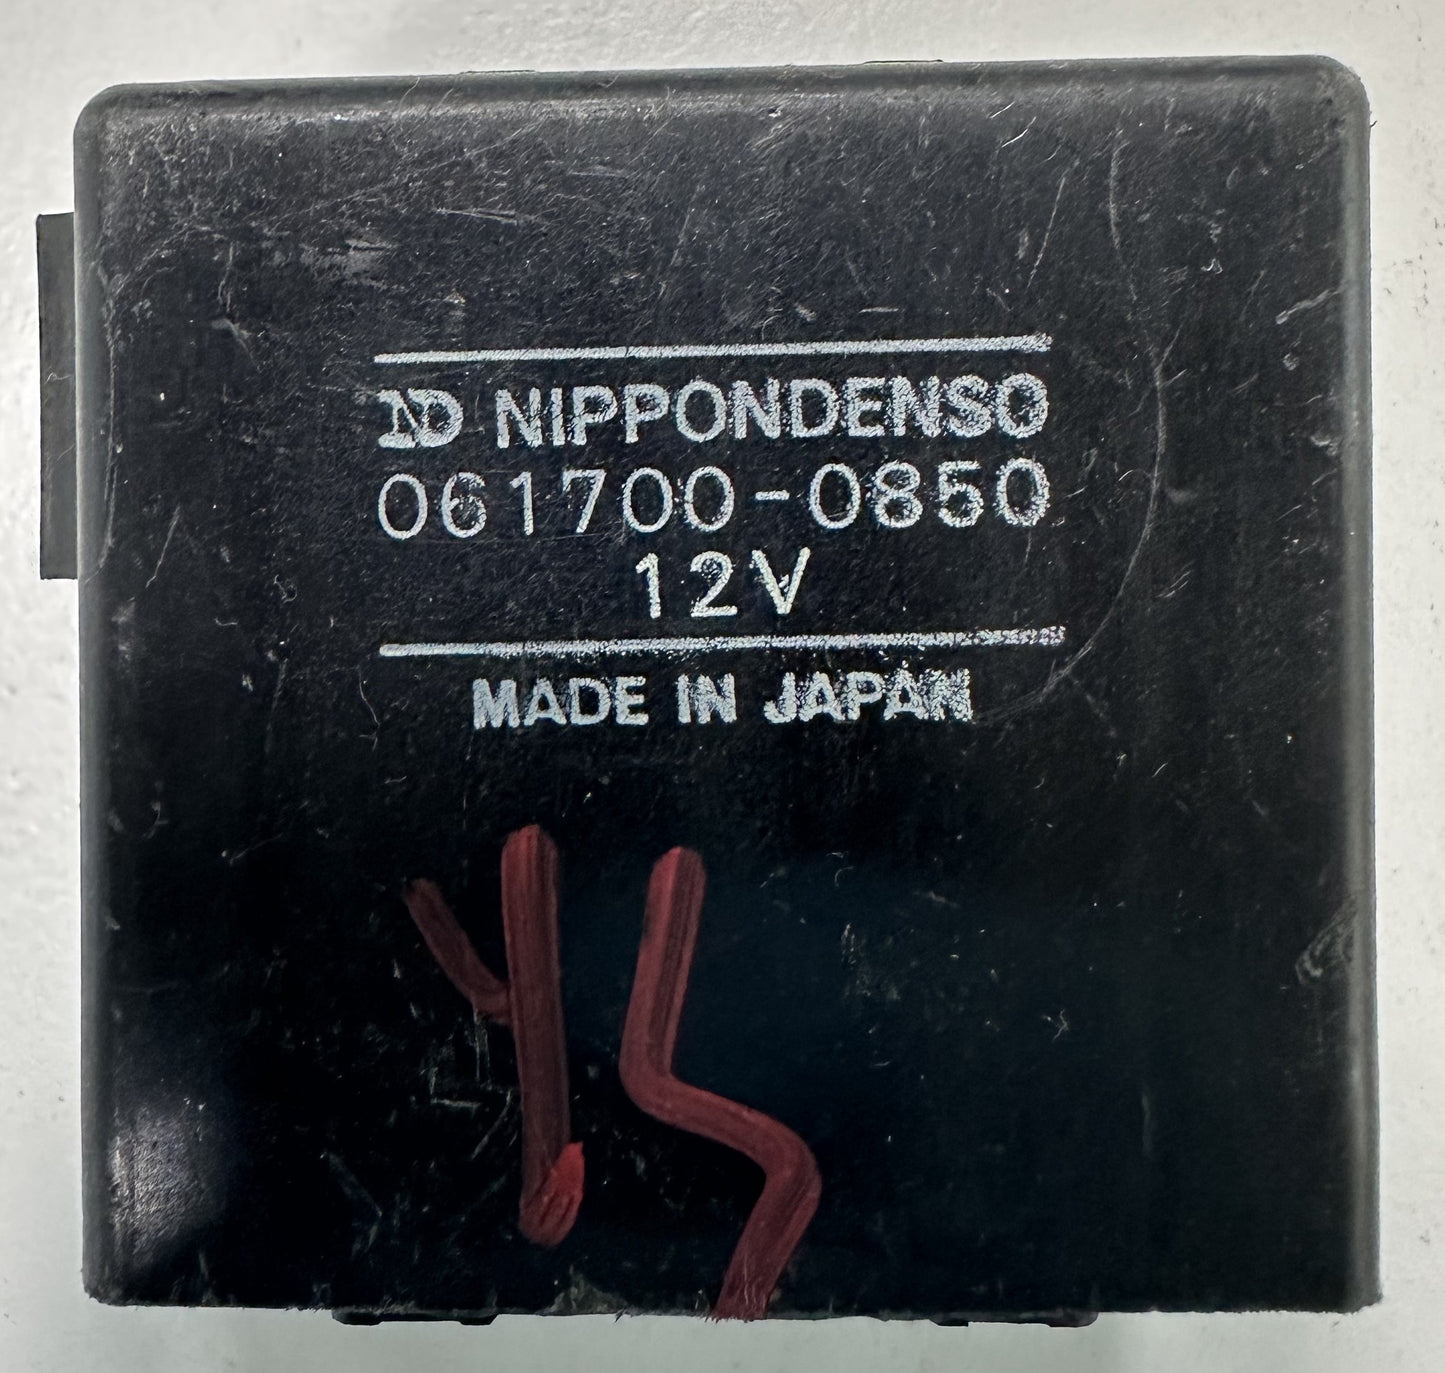 ND NIPPONDENSO
061700-0850
12V
MADE IN JAPAN